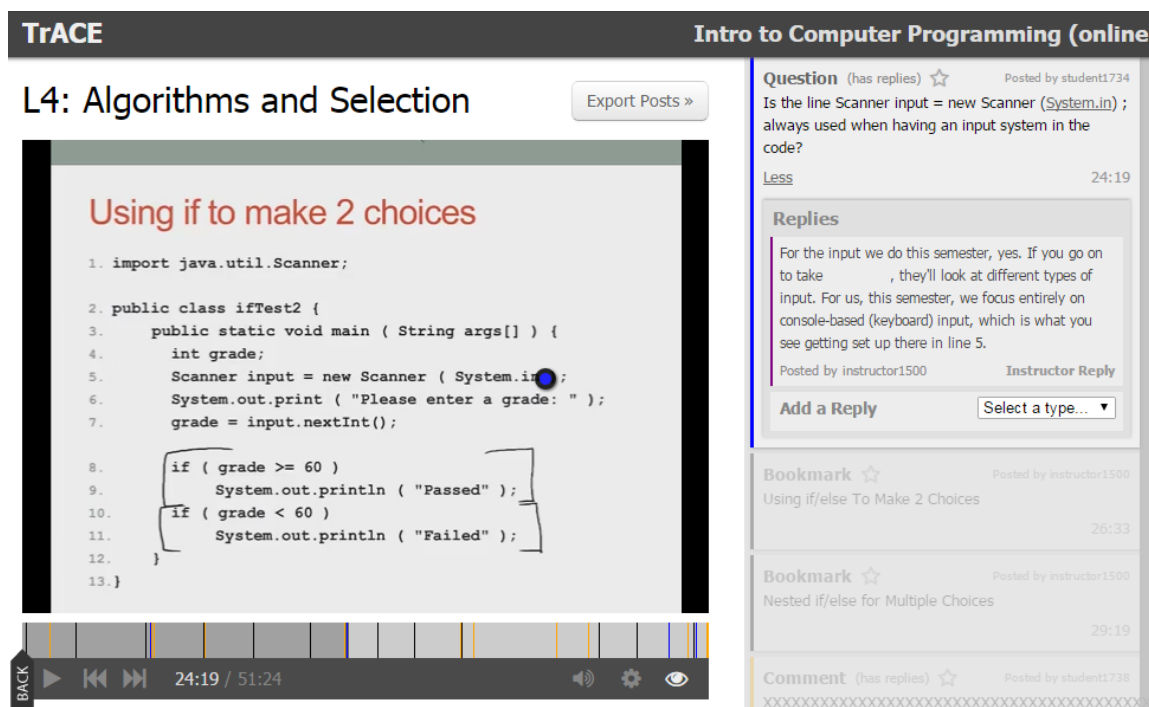 TrACE
Intro to Computer Programming (online
L4: Algorithms and Selection
Export Posts »
Using if to make 2 choices
1. import java.util.Scanner;
2. public class ifTest2 {
3. public static void main ( String args[] ) {
4. int grade;
5. Scanner input = new Scanner ( System.in ;
6. System.out.print ( "Please enter a grade: " );
7. grade = input.nextInt();
8. if ( grade >= 60 )
9. System.out.println ( "Passed" );
10. if ( grade < 60 )
11. System.out.println ( "Failed" );
12. }
13. }
BACK
24:19 / 51:24
Question (has replies) Posted by student1734
Is the line Scanner input = new Scanner (System.in) ;
always used when having an input system in the
code?
Less 24:19
Replies
For the input we do this semester, yes. If you go on
to take , they'll look at different types of
input. For us, this semester, we focus entirely on
console-based (keyboard) input, which is what you
see getting set up there in line 5.
Posted by instructor1500 Instructor Reply
Add a Reply Select a type...
Bookmark Posted by instructor1500
Using if/else To Make 2 Choices
26:33
Bookmark Posted by instructor1500
Nested if/else for Multiple Choices
29:19
Comment (has replies) Posted by student1738